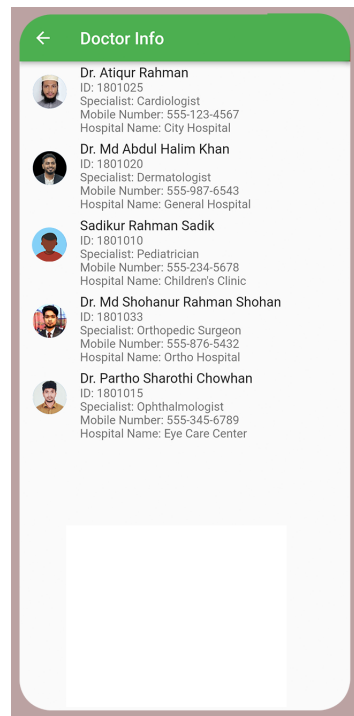 Doctor Info
Dr. Atiqur Rahman
ID: 1801025
Specialist: Cardiologist
Mobile Number: 555-123-4567
Hospital Name: City Hospital
Dr. Md Abdul Halim Khan
ID: 1801020
Specialist: Dermatologist
Mobile Number: 555-987-6543
Hospital Name: General Hospital
Sadikur Rahman Sadik
ID: 1801010
Specialist: Pediatrician
Mobile Number: 555-234-5678
Hospital Name: Children's Clinic
Dr. Md Shohanur Rahman Shohan
ID: 1801033
Specialist: Orthopedic Surgeon
Mobile Number: 555-876-5432
Hospital Name: Ortho Hospital
Dr. Partho Sharothi Chowhan
ID: 1801015
Specialist: Ophthalmologist
Mobile Number: 555-345-6789
Hospital Name: Eye Care Center